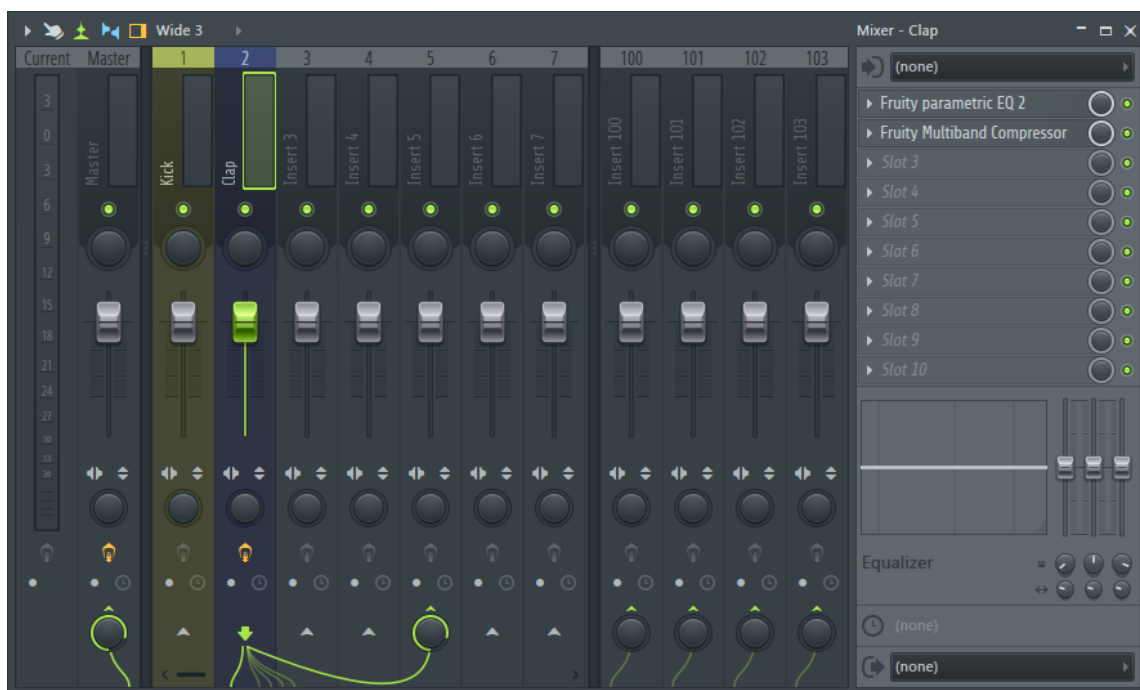 Wide 3
Mixer - Clap
Current
Master
1
2
3
4
5
6
7
100
101
102
103
3
0
3
6
9
12
15
18
21
24
27
30
33
36
Master
Kick
Clap
Insert 3
Insert 4
Insert 5
Insert 6
Insert 7
Insert 100
Insert 101
Insert 102
Insert 103
(none)
Fruity parametric EQ 2
Fruity Multiband Compressor
Slot 3
Slot 4
Slot 5
Slot 6
Slot 7
Slot 8
Slot 9
Slot 10
Equalizer
(none)
(none)